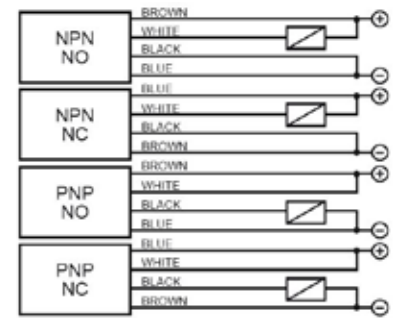 NPN
NO
BROWN
WHITE
BLACK
BLUE
+
−
NPN
NC
BLUE
WHITE
BLACK
BROWN
+
−
PNP
NO
BROWN
WHITE
BLACK
BLUE
+
−
PNP
NC
BLUE
WHITE
BLACK
BROWN
+
−